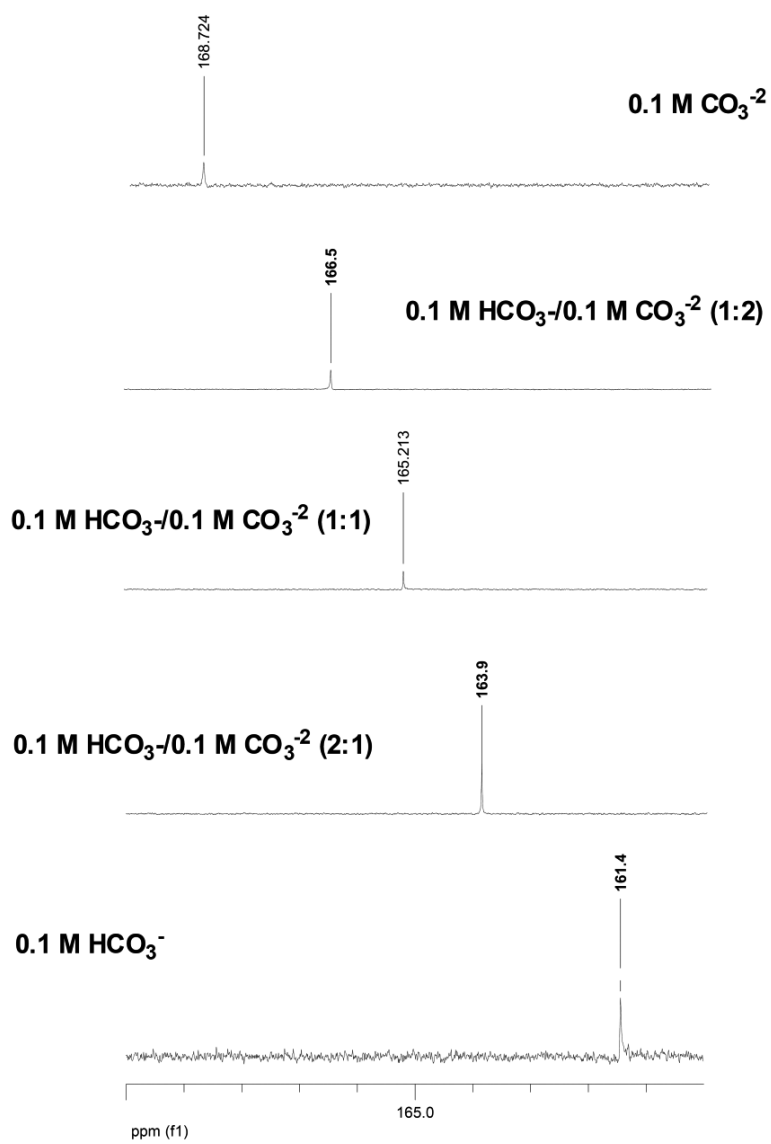 168.724
0.1 M CO₃⁻²
166.5
0.1 M HCO₃-/0.1 M CO₃⁻² (1:2)
165.213
0.1 M HCO₃-/0.1 M CO₃⁻² (1:1)
163.9
0.1 M HCO₃-/0.1 M CO₃⁻² (2:1)
161.4
0.1 M HCO₃⁻
165.0
ppm (f1)